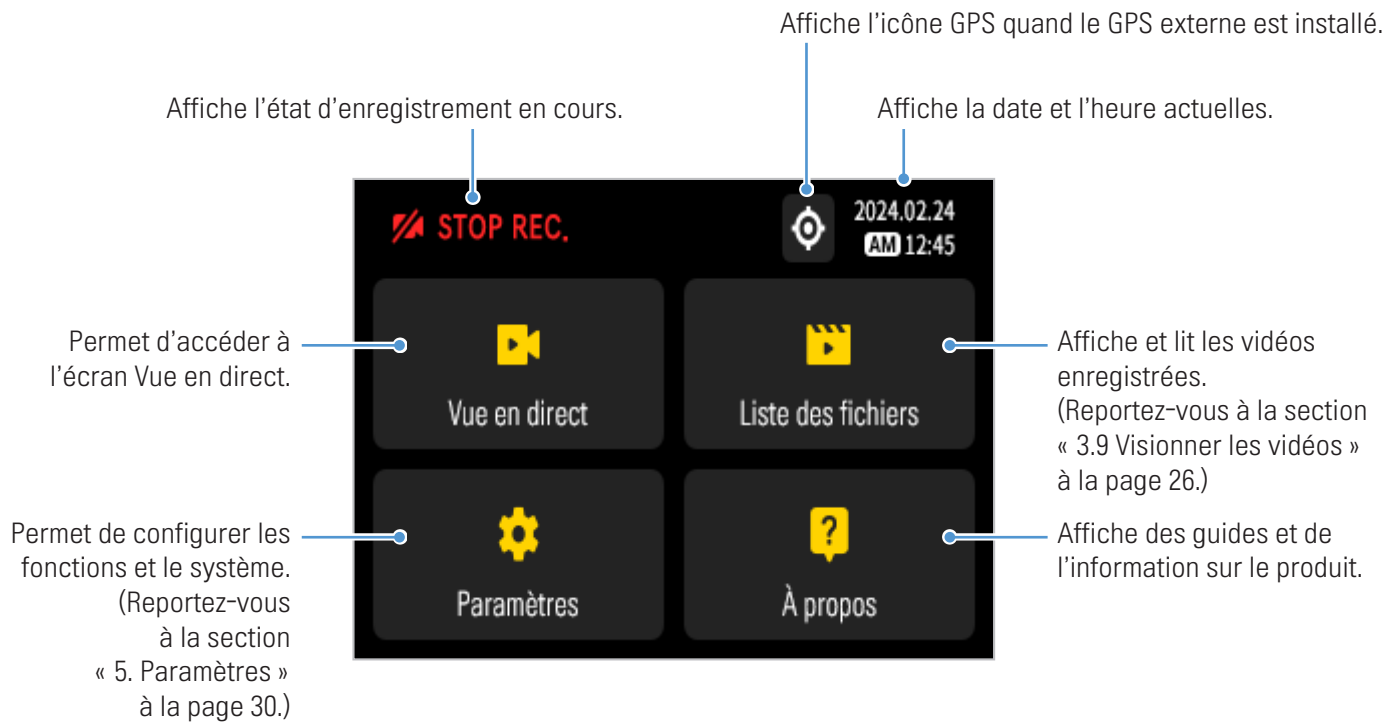 Affiche l’icône GPS quand le GPS externe est installé.
Affiche l’état d’enregistrement en cours.
Affiche la date et l’heure actuelles.
STOP REC.
2024.02.24
AM 12:45
Permet d’accéder à
l’écran Vue en direct.
Vue en direct
Liste des fichiers
Affiche et lit les vidéos
enregistrées.
(Reportez-vous à la section
« 3.9 Visionner les vidéos »
à la page 26.)
Permet de configurer les
fonctions et le système.
(Reportez-vous
à la section
« 5. Paramètres »
à la page 30.)
Paramètres
À propos
Affiche des guides et de
l’information sur le produit.